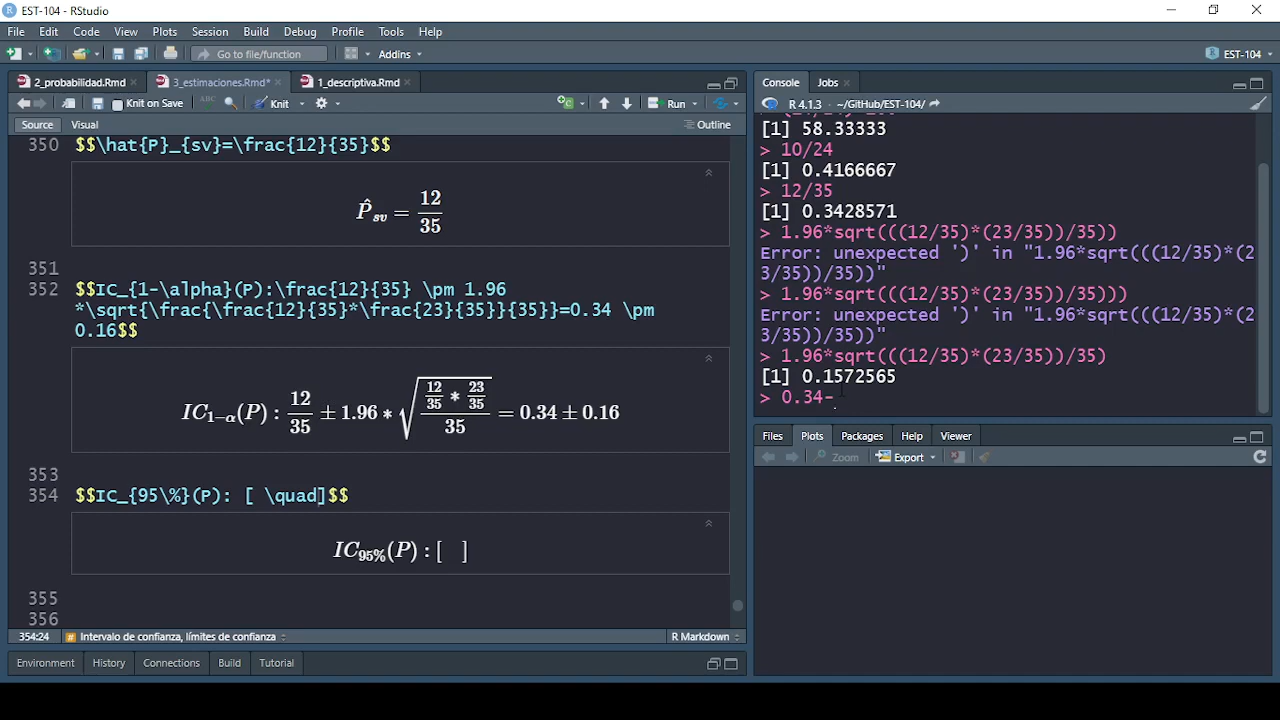 EST-104 - RStudio
File Edit Code View Plots Session Build Debug Profile Tools Help
Go to file/function Addins EST-104
2_probabilidad.Rmd 3_estimaciones.Rmd* 1_descriptiva.Rmd
Knit on Save ABC Knit Run
Source Visual Outline
350 $$\hat{P}_{sv}=\frac{12}{35}$$
P̂sv = 12/35
351
352 $$IC_{1-\alpha}(P):\frac{12}{35} \pm 1.96
*\sqrt{\frac{\frac{12}{35}*\frac{23}{35}}{35}}=0.34 \pm
0.16$$
IC1−α(P) : 12/35 ± 1.96 * √(12/35 * 23/35 / 35) = 0.34 ± 0.16
353
354 $$IC_{95\%}(P): [ \quad]$$
IC95%(P) : [ ]
355
356
354:24 # Intervalo de confianza, límites de confianza R Markdown
Environment History Connections Build Tutorial
Console Jobs
R 4.1.3 · ~/GitHub/EST-104/
[1] 58.33333
> 10/24
[1] 0.4166667
> 12/35
[1] 0.3428571
> 1.96*sqrt(((12/35)*(23/35))/35))
Error: unexpected ')' in "1.96*sqrt(((12/35)*(2
3/35))/35))"
> 1.96*sqrt(((12/35)*(23/35))/35)))
Error: unexpected ')' in "1.96*sqrt(((12/35)*(2
3/35))/35))"
> 1.96*sqrt(((12/35)*(23/35))/35)
[1] 0.1572565
> 0.34-
Files Plots Packages Help Viewer
Zoom Export